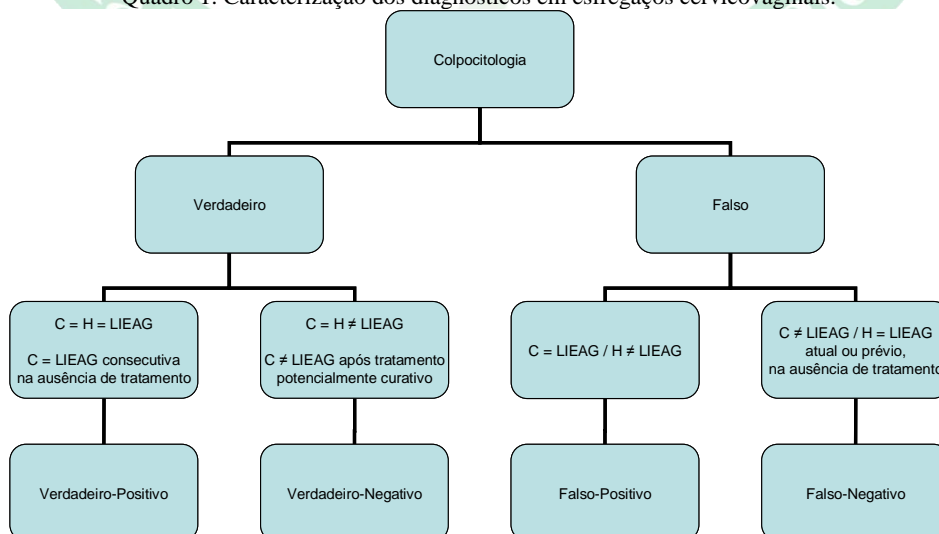 Quadro 1. Caracterização dos diagnósticos em esfregaços cervicovaginais.
Colpocitologia
Verdadeiro
Falso
C = H = LIEAG
C = LIEAG consecutiva
na ausência de tratamento
C = H ≠ LIEAG
C ≠ LIEAG após tratamento
potencialmente curativo
C = LIEAG / H ≠ LIEAG
C ≠ LIEAG / H = LIEAG
atual ou prévio,
na ausência de tratamento
Verdadeiro-Positivo
Verdadeiro-Negativo
Falso-Positivo
Falso-Negativo